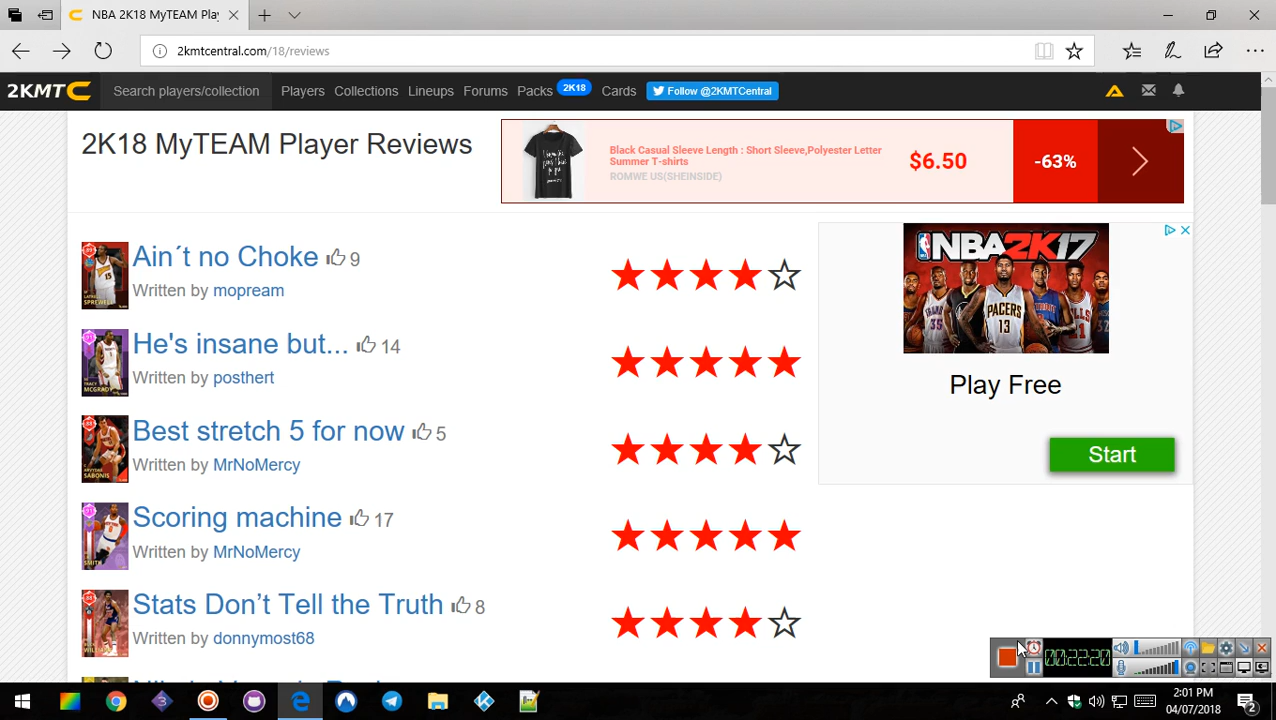 NBA 2K18 MyTEAM Pla
2kmtcentral.com/18/reviews
2KMTC
Search players/collection
Players
Collections
Lineups
Forums
Packs
2K18
Cards
Follow @2KMTCentral
2K18 MyTEAM Player Reviews
Black Casual Sleeve Length : Short Sleeve,Polyester Letter
Summer T-shirts
ROMWE US(SHEINSIDE)
$6.50
-63%
Ain´t no Choke 9
Written by mopream
He's insane but... 14
Written by posthert
Best stretch 5 for now 5
Written by MrNoMercy
Scoring machine 17
Written by MrNoMercy
Stats Don’t Tell the Truth 8
Written by donnymost68
NBA2K17
PACERS
13
Play Free
Start
00:22:20
2:01 PM
04/07/2018
2